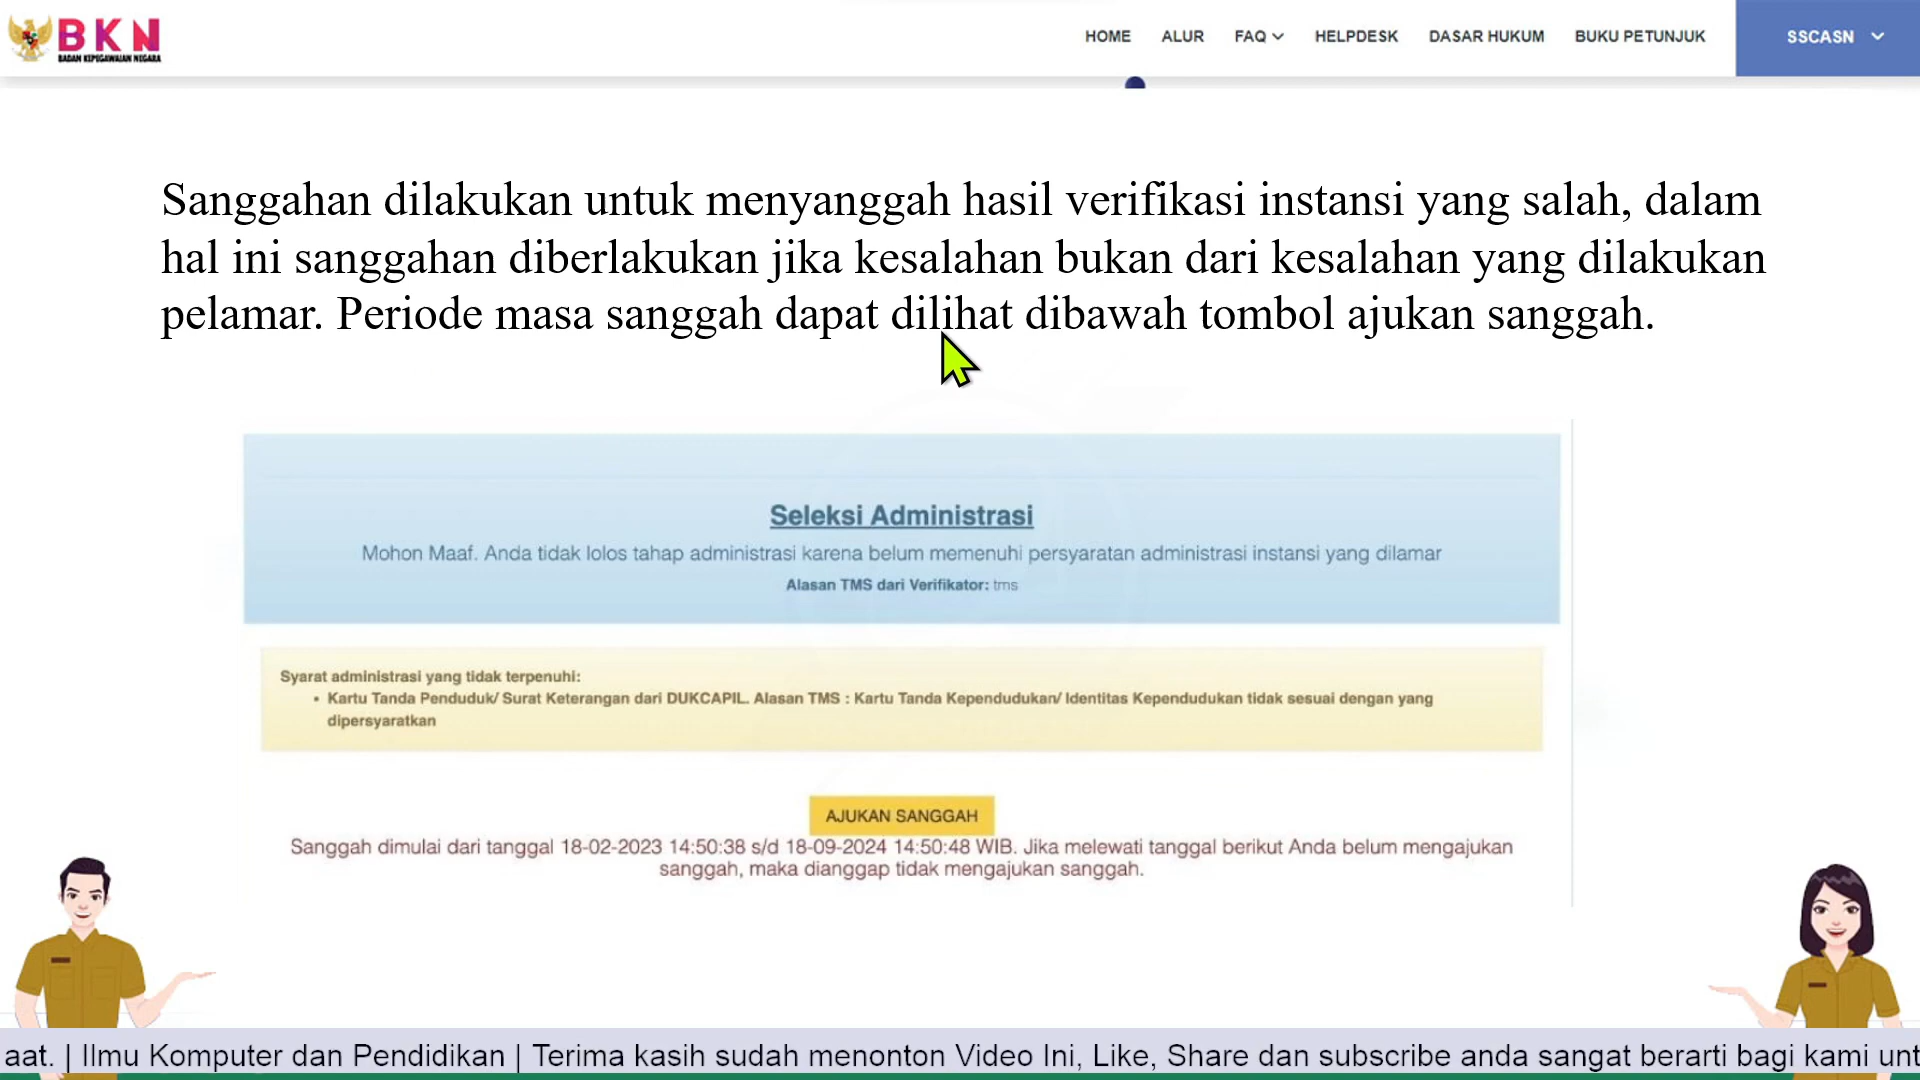 BKN
BADAN KEPEGAWAIAN NEGARA
HOME
ALUR
FAQ
HELPDESK
DASAR HUKUM
BUKU PETUNJUK
SSCASN
Sanggahan dilakukan untuk menyanggah hasil verifikasi instansi yang salah, dalam
hal ini sanggahan diberlakukan jika kesalahan bukan dari kesalahan yang dilakukan
pelamar. Periode masa sanggah dapat dilihat dibawah tombol ajukan sanggah.
Seleksi Administrasi
Mohon Maaf. Anda tidak lolos tahap administrasi karena belum memenuhi persyaratan administrasi instansi yang dilamar
Alasan TMS dari Verifikator: tms
Syarat administrasi yang tidak terpenuhi:
• Kartu Tanda Penduduk/ Surat Keterangan dari DUKCAPIL. Alasan TMS : Kartu Tanda Kependudukan/ Identitas Kependudukan tidak sesuai dengan yang
dipersyaratkan
AJUKAN SANGGAH
Sanggah dimulai dari tanggal 18-02-2023 14:50:38 s/d 18-09-2024 14:50:48 WIB. Jika melewati tanggal berikut Anda belum mengajukan
sanggah, maka dianggap tidak mengajukan sanggah.
aat. | Ilmu Komputer dan Pendidikan | Terima kasih sudah menonton Video Ini, Like, Share dan subscribe anda sangat berarti bagi kami unt